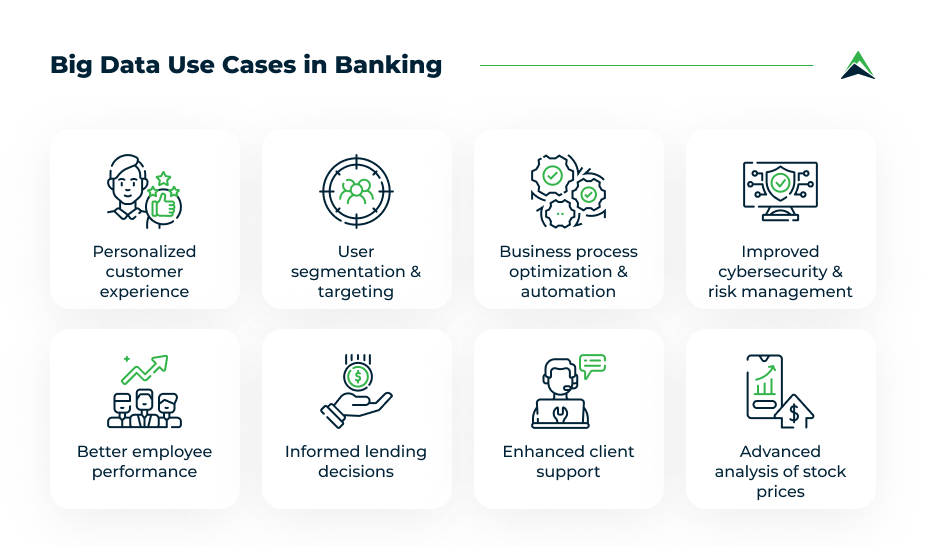 Big Data Use Cases in Banking
Personalized
customer
experience
User
segmentation &
targeting
Business process
optimization &
automation
Improved
cybersecurity &
risk management
$
$
Better employee
performance
Informed lending
decisions
Enhanced client
support
Advanced
analysis of stock
prices